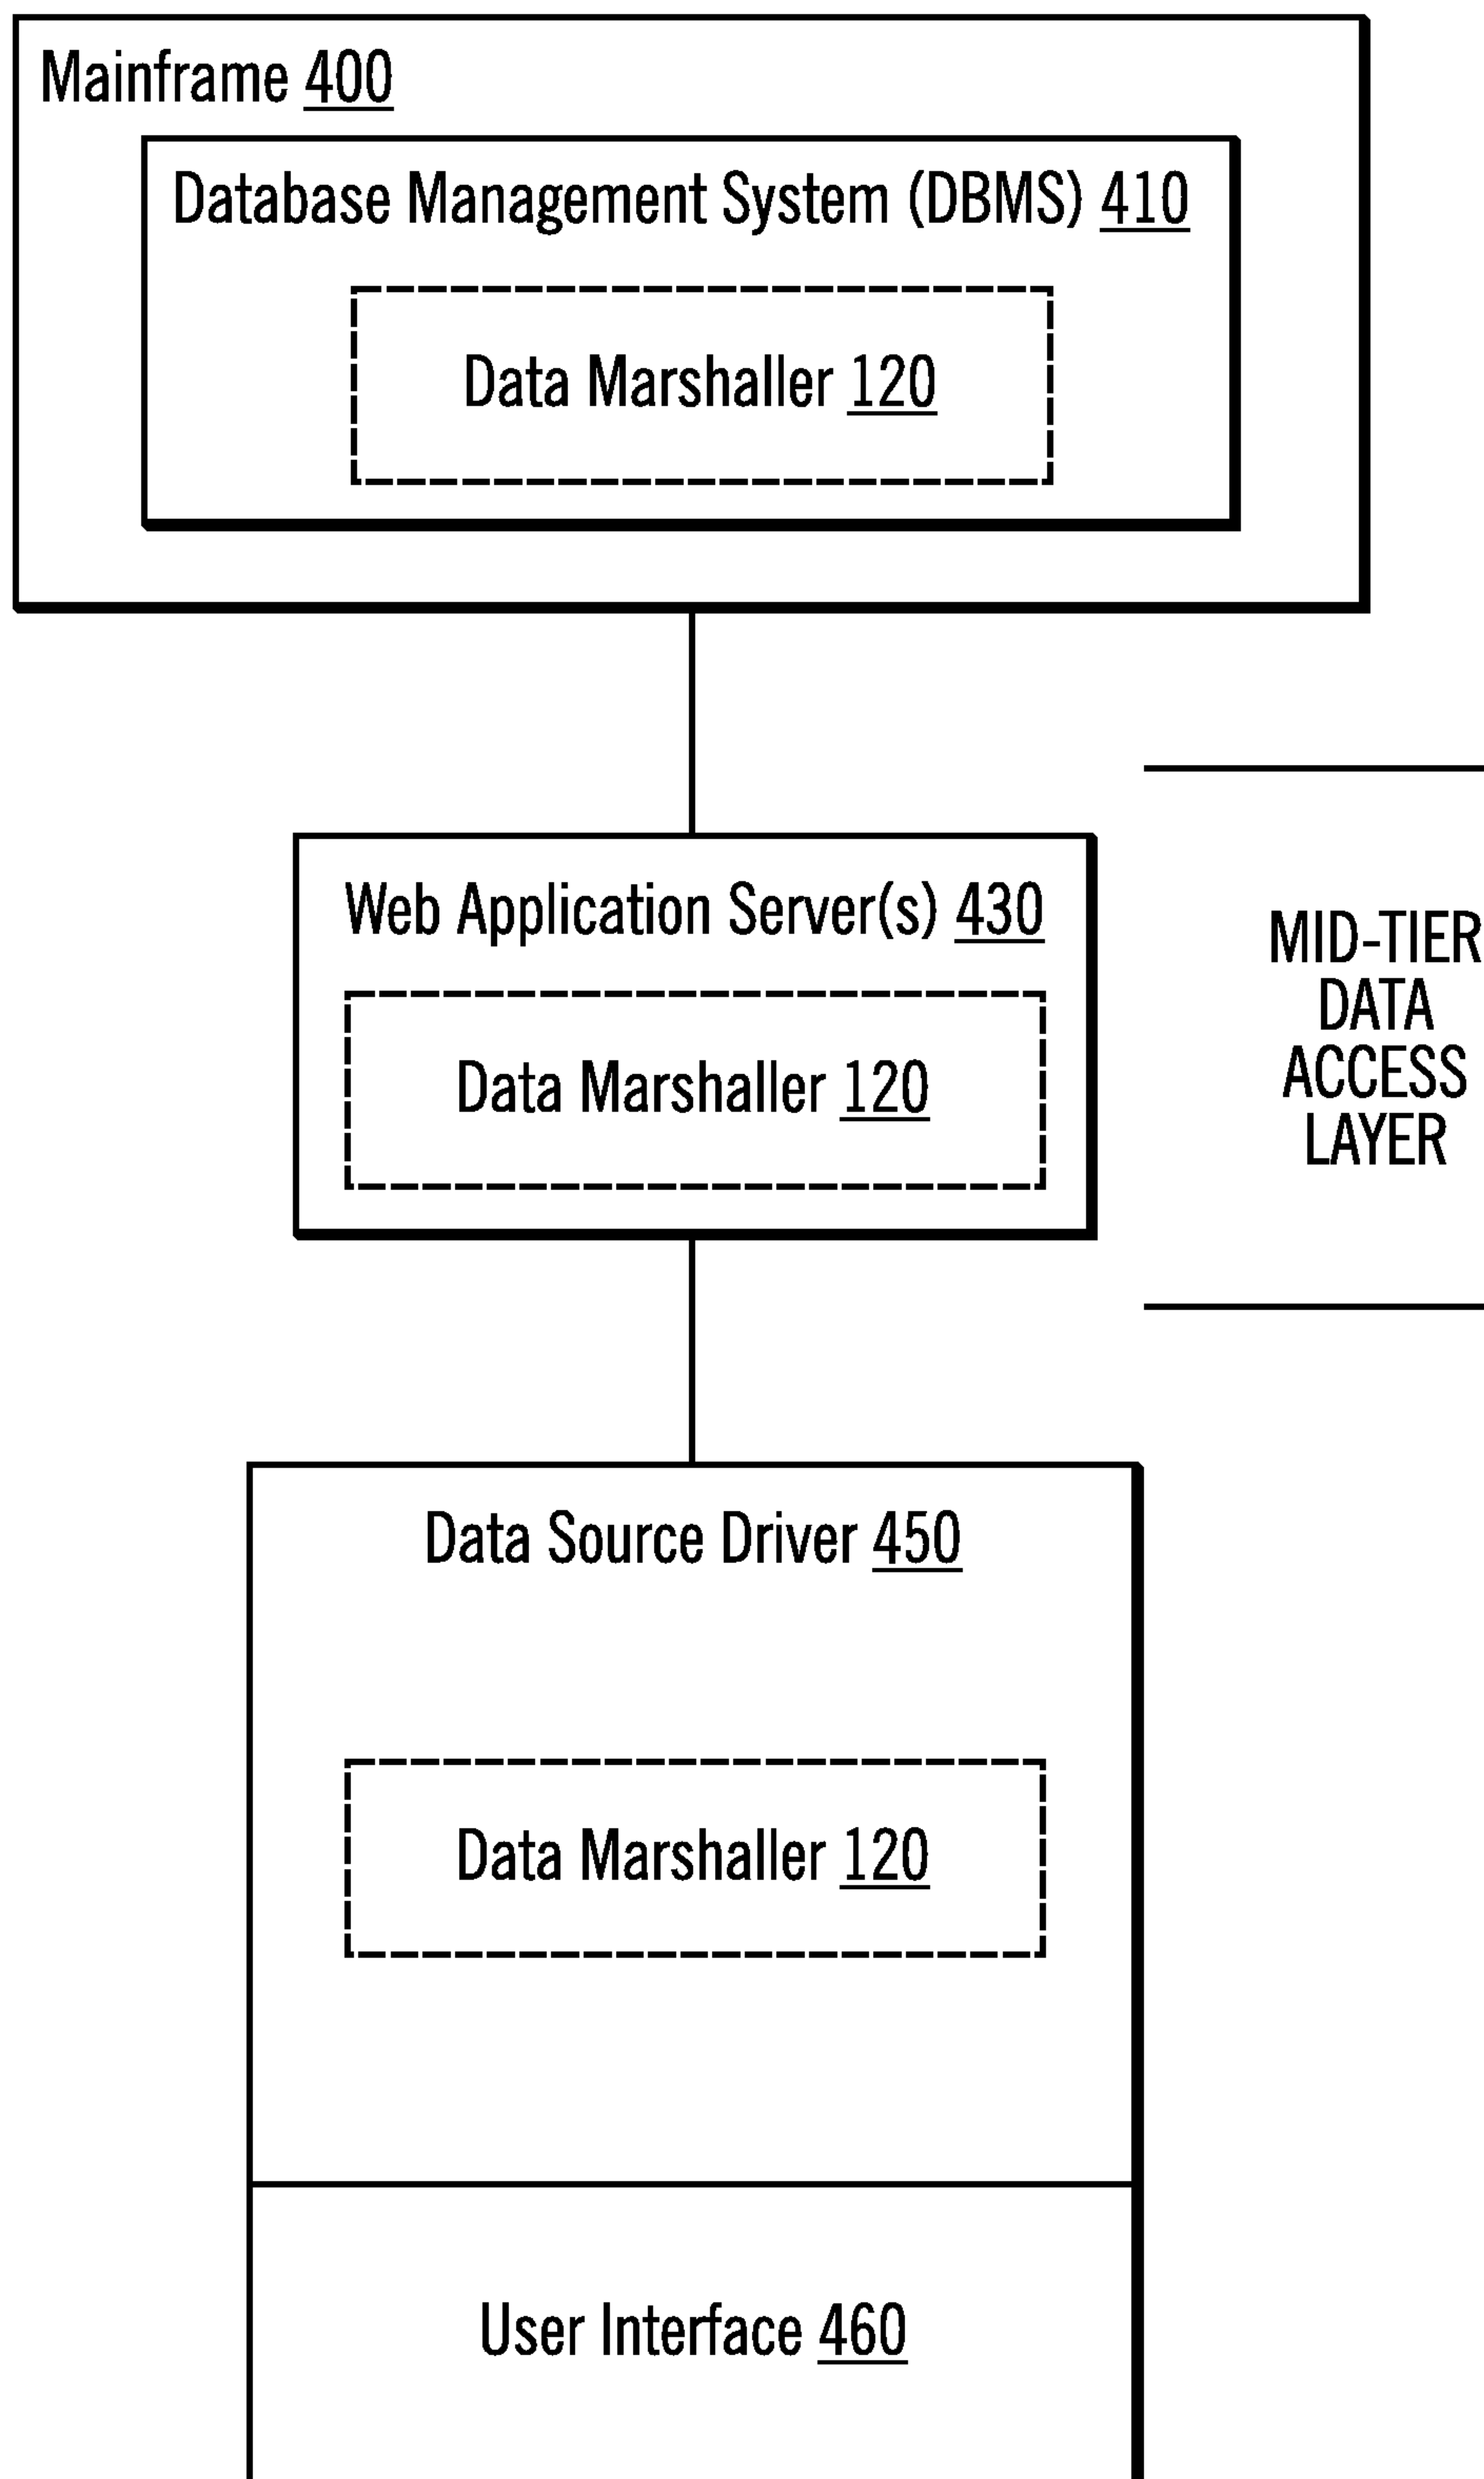 Mainframe 400
Database Management System (DBMS) 410
Data Marshaller 120
Web Application Server(s) 430
Data Marshaller 120
MID-TIER
DATA
ACCESS
LAYER
Data Source Driver 450
Data Marshaller 120
User Interface 460